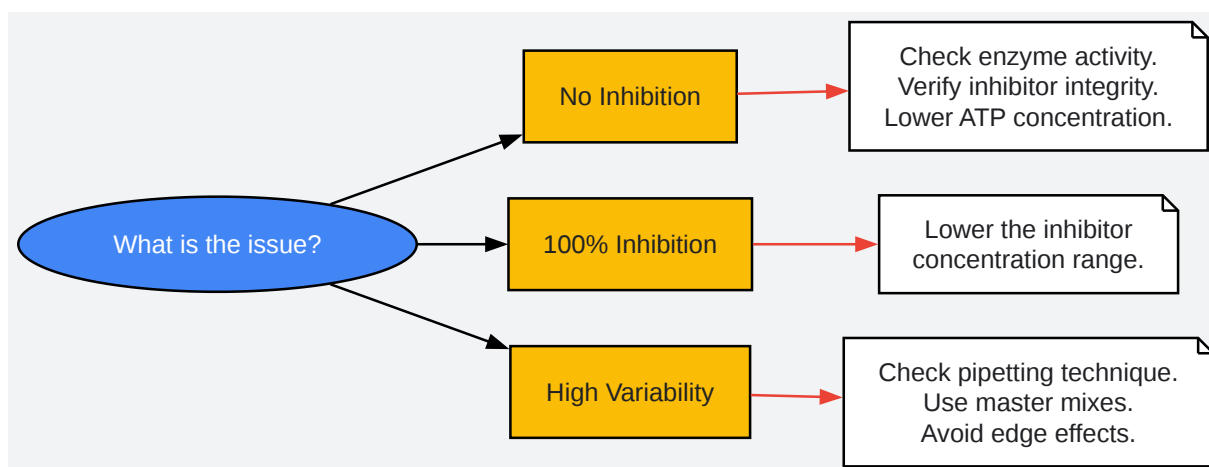 What is the issue?
No Inhibition
Check enzyme activity.
Verify inhibitor integrity.
Lower ATP concentration.
100% Inhibition
Lower the inhibitor
concentration range.
High Variability
Check pipetting technique.
Use master mixes.
Avoid edge effects.